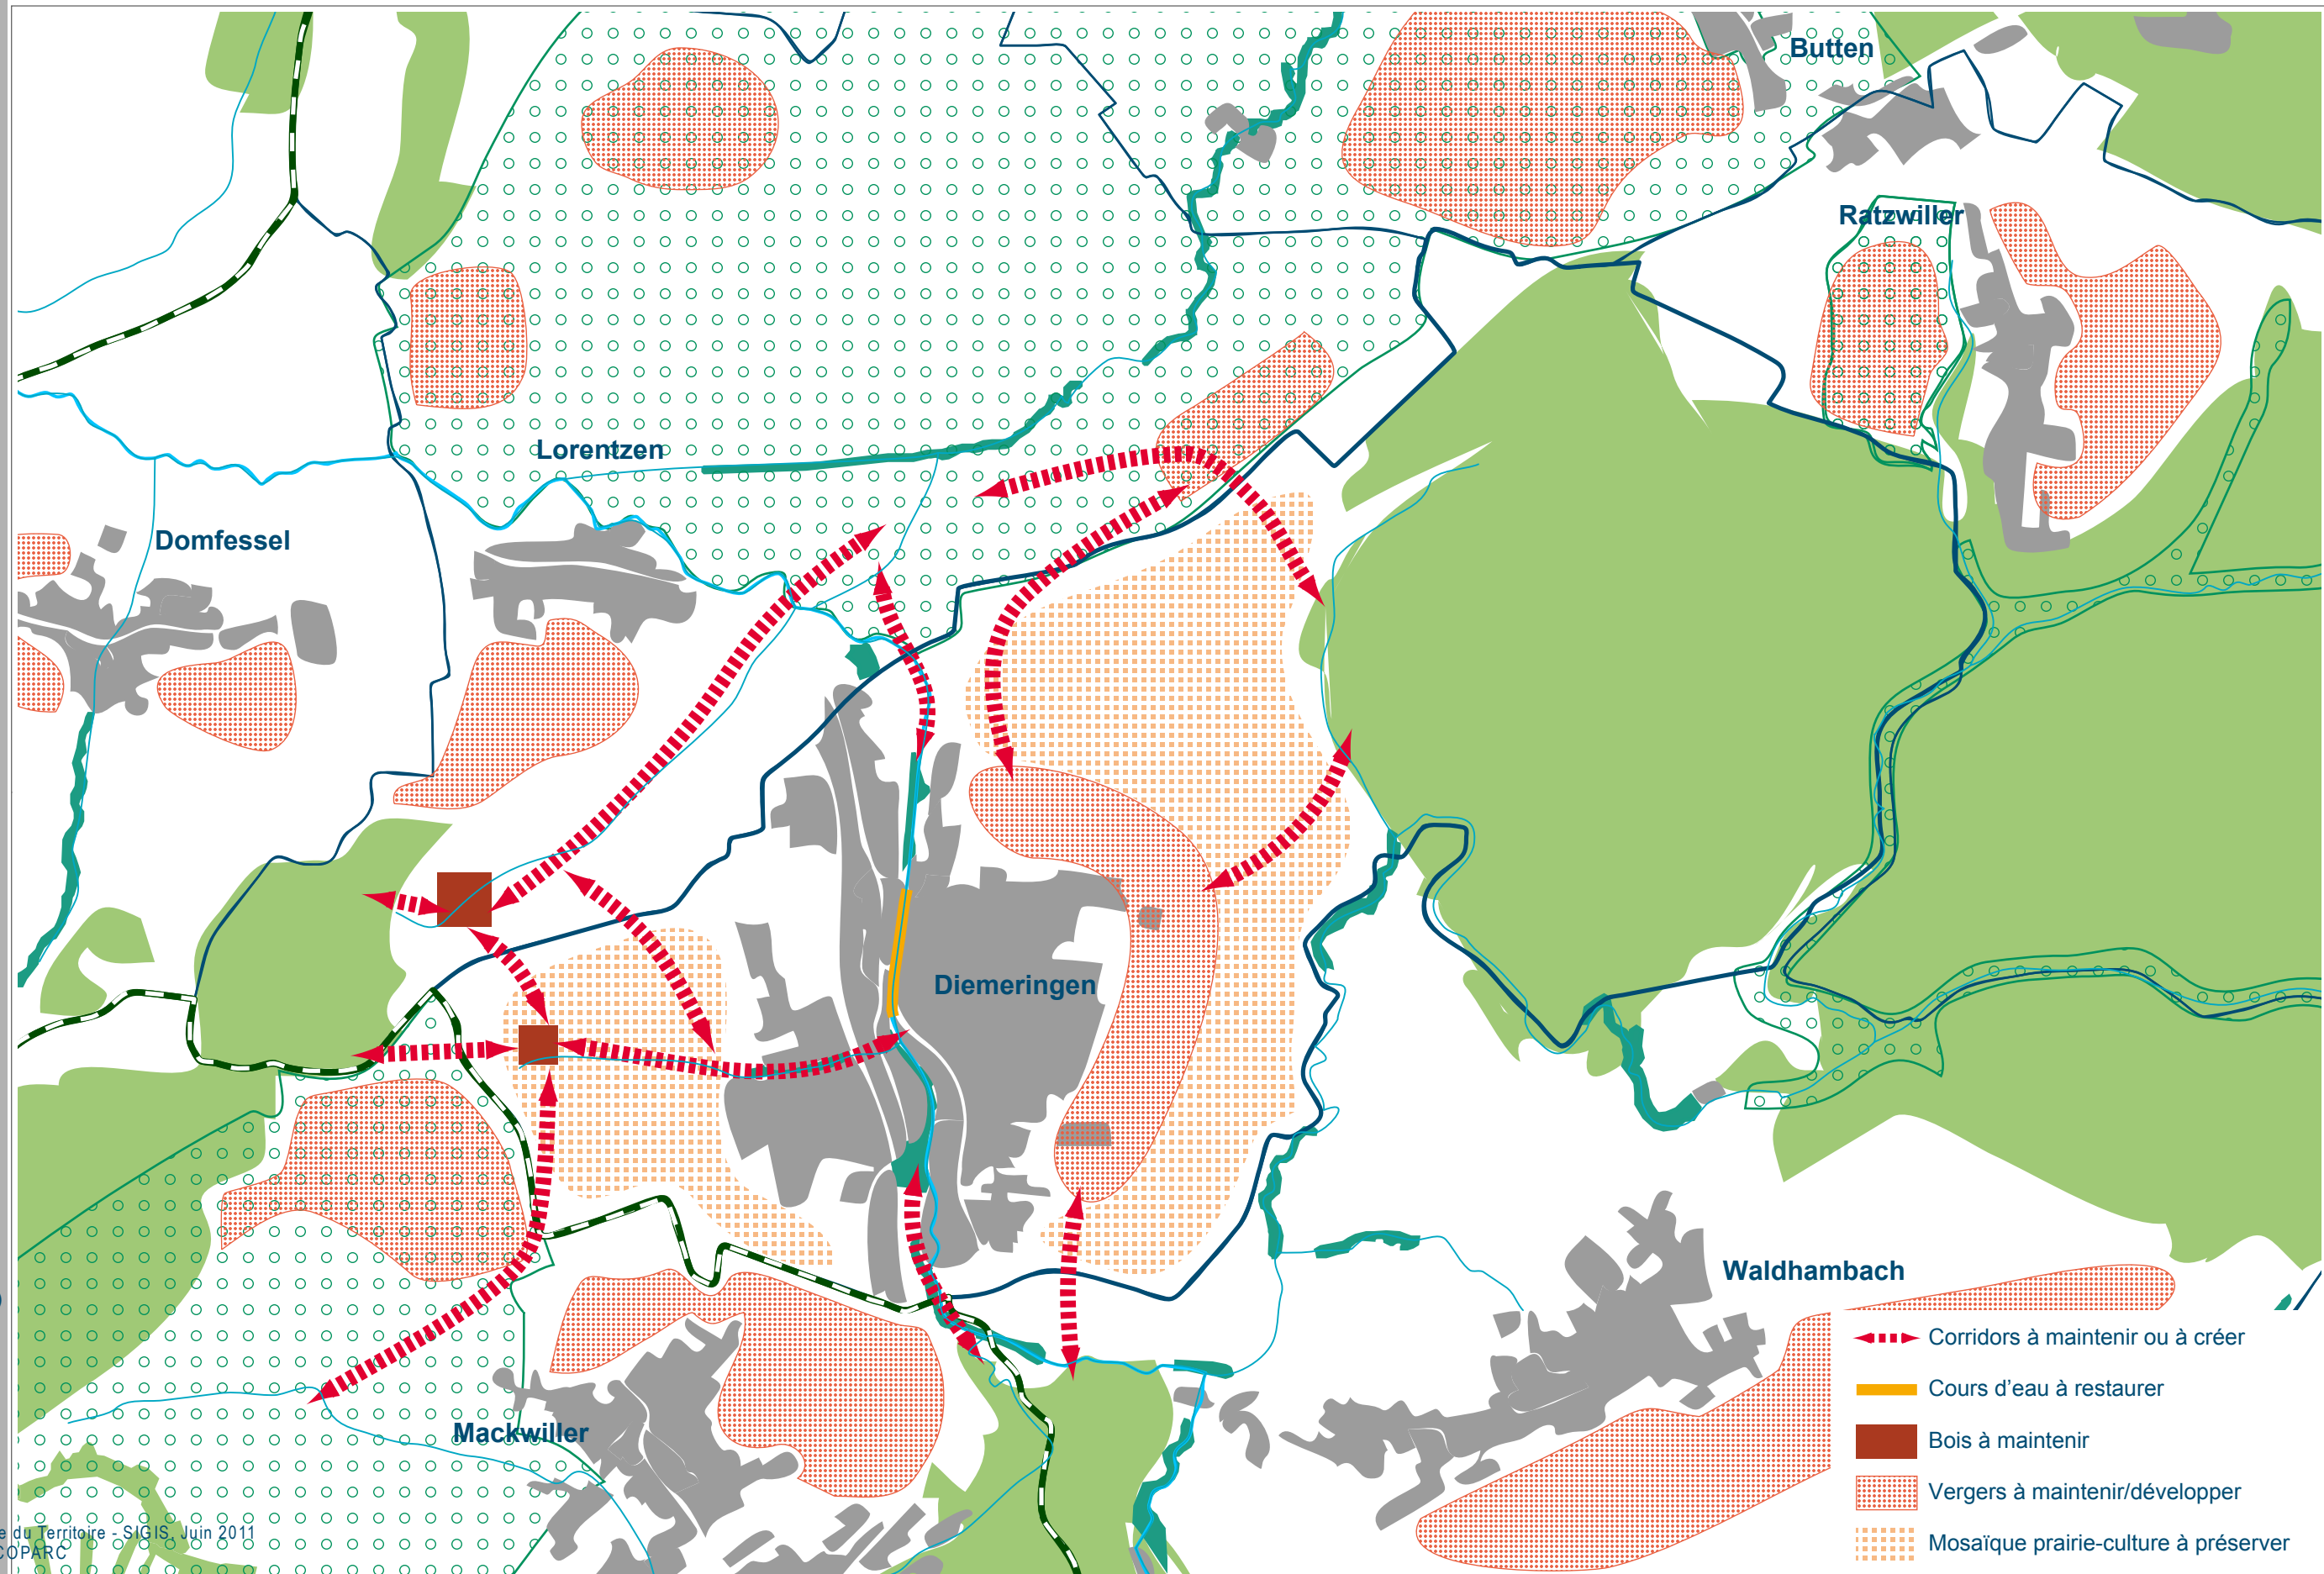 Butten
Ratzwiller
Lorentzen
Domfessel
Diemeringen
Waldhambach
Corridors à maintenir ou à créer
Cours d'eau à restaurer
Mackwiller
Bois à maintenir
Vergers à maintenir/développer
e du Territoire - SIGIS, Juin 2011
COPARC
Mosaïque prairie-culture à préserver